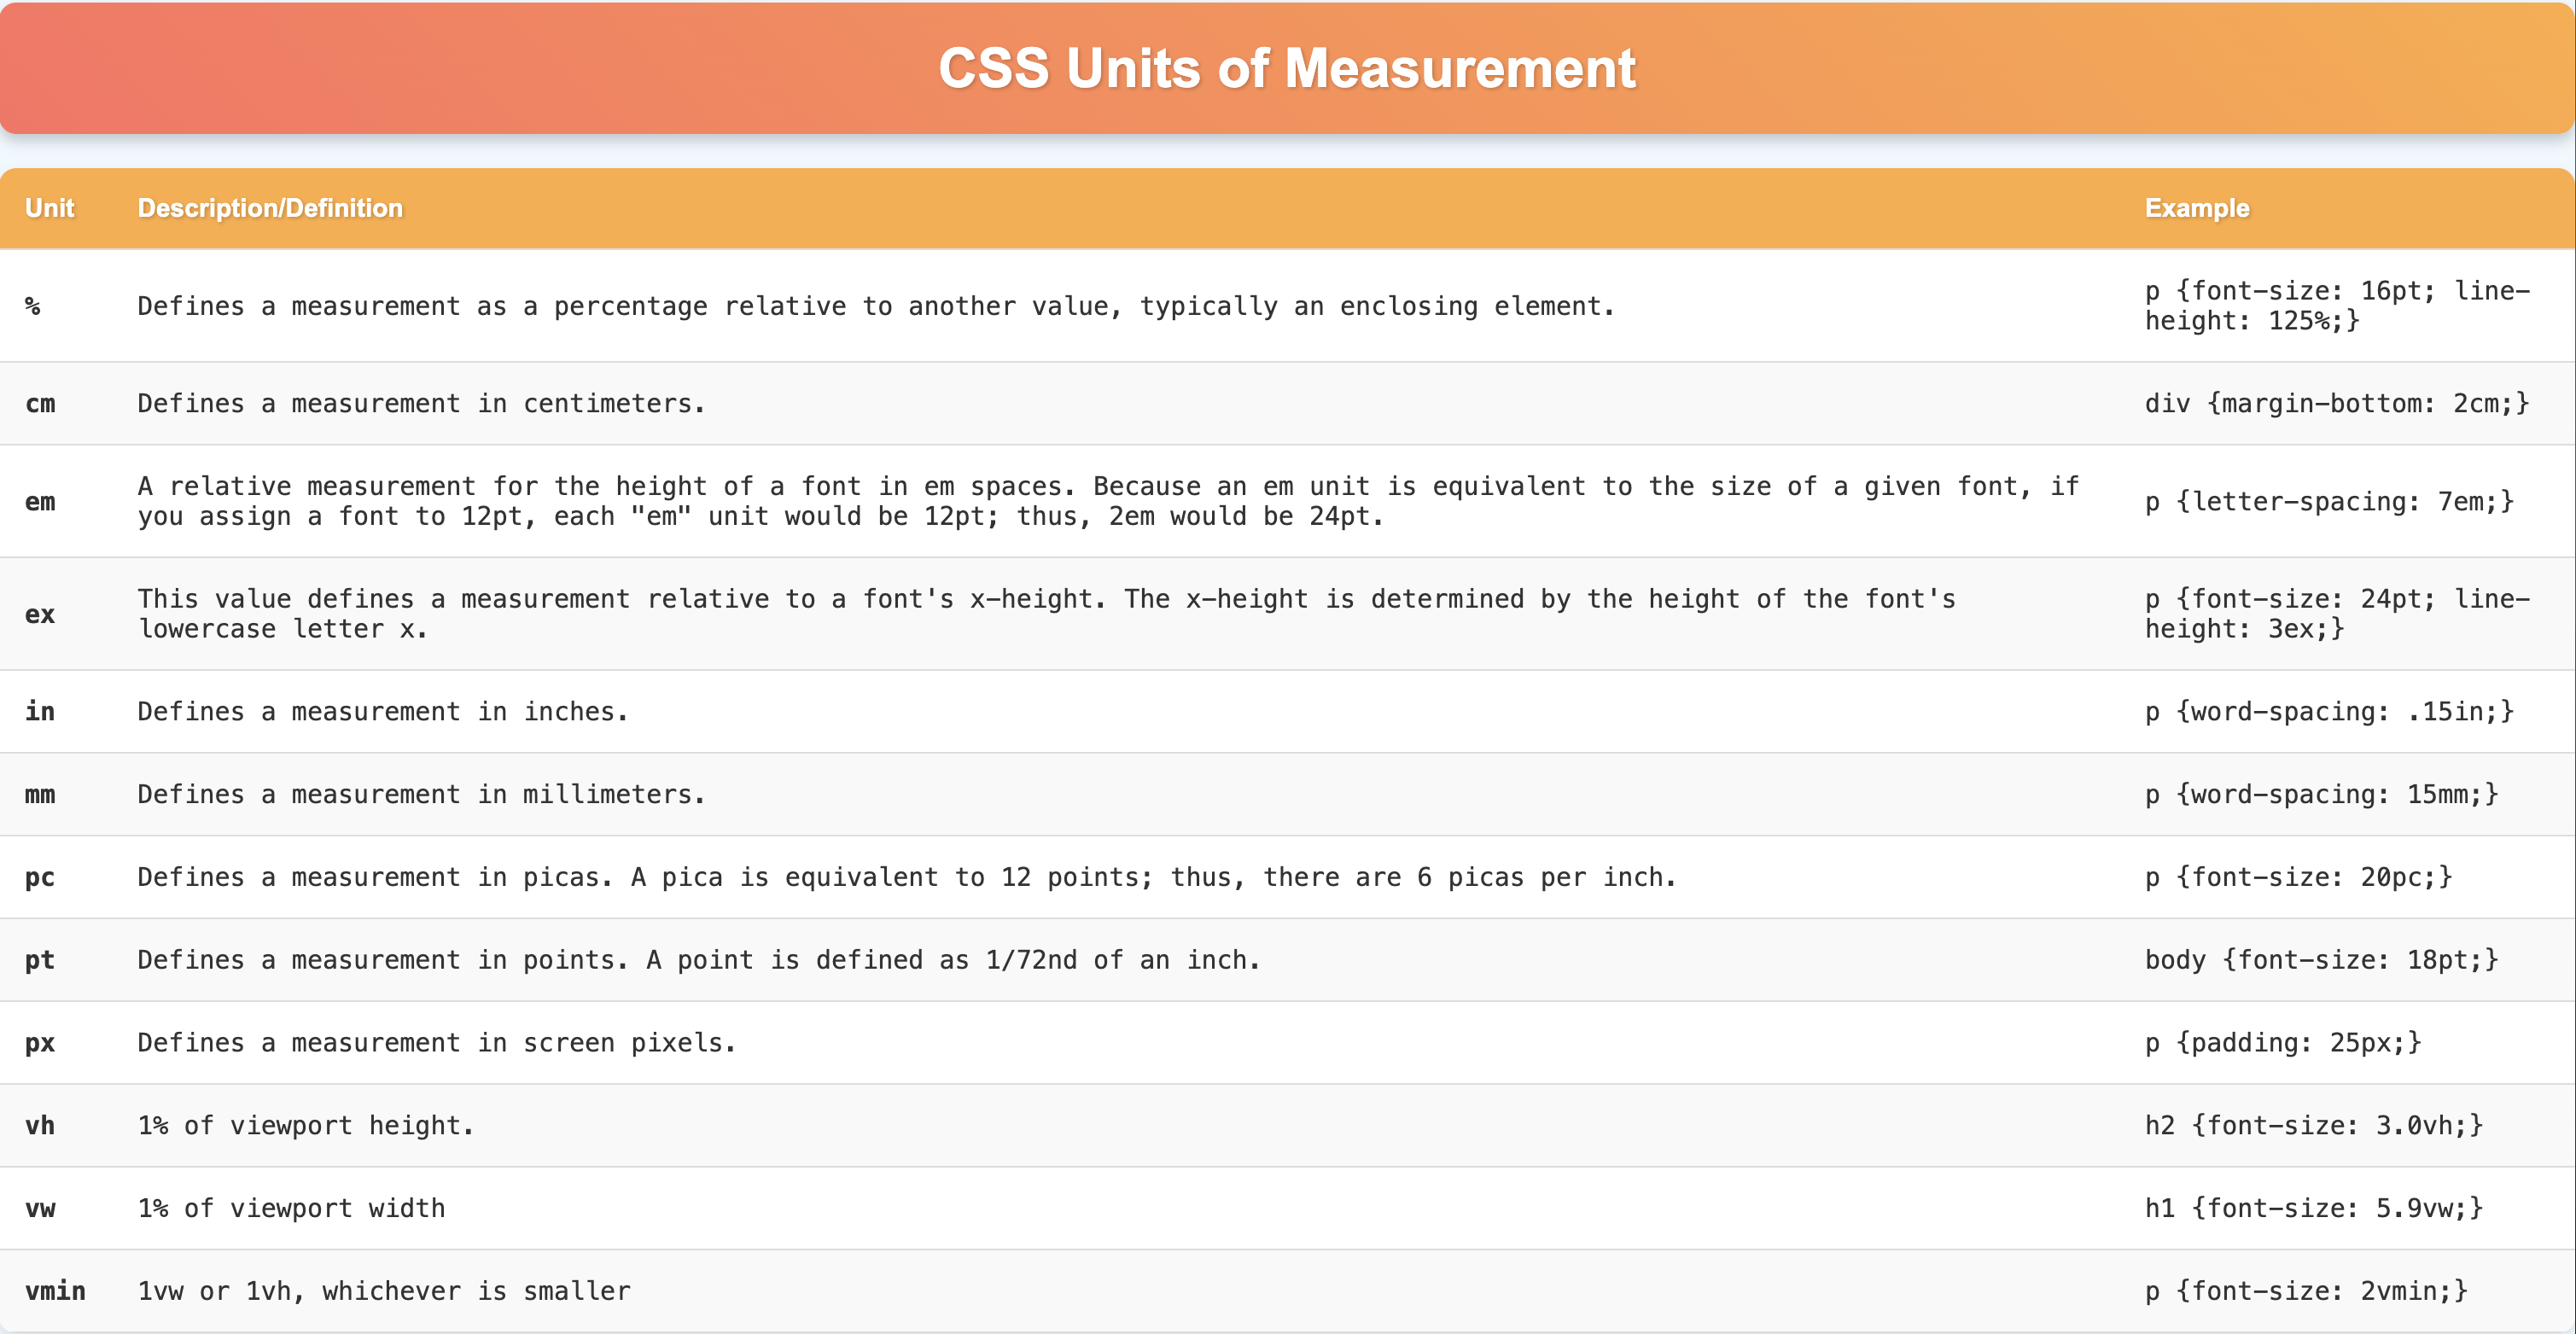 CSS Units of Measurement
Unit Description/Definition Example
% Defines a measurement as a percentage relative to another value, typically an enclosing element. p {font-size: 16pt; line-
height: 125%;}
cm Defines a measurement in centimeters. div {margin-bottom: 2cm;}
em A relative measurement for the height of a font in em spaces. Because an em unit is equivalent to the size of a given font, if
you assign a font to 12pt, each "em" unit would be 12pt; thus, 2em would be 24pt. p {letter-spacing: 7em;}
ex This value defines a measurement relative to a font's x-height. The x-height is determined by the height of the font's
lowercase letter x. p {font-size: 24pt; line-
height: 3ex;}
in Defines a measurement in inches. p {word-spacing: .15in;}
mm Defines a measurement in millimeters. p {word-spacing: 15mm;}
pc Defines a measurement in picas. A pica is equivalent to 12 points; thus, there are 6 picas per inch. p {font-size: 20pc;}
pt Defines a measurement in points. A point is defined as 1/72nd of an inch. body {font-size: 18pt;}
px Defines a measurement in screen pixels. p {padding: 25px;}
vh 1% of viewport height. h2 {font-size: 3.0vh;}
vw 1% of viewport width h1 {font-size: 5.9vw;}
vmin 1vw or 1vh, whichever is smaller p {font-size: 2vmin;}